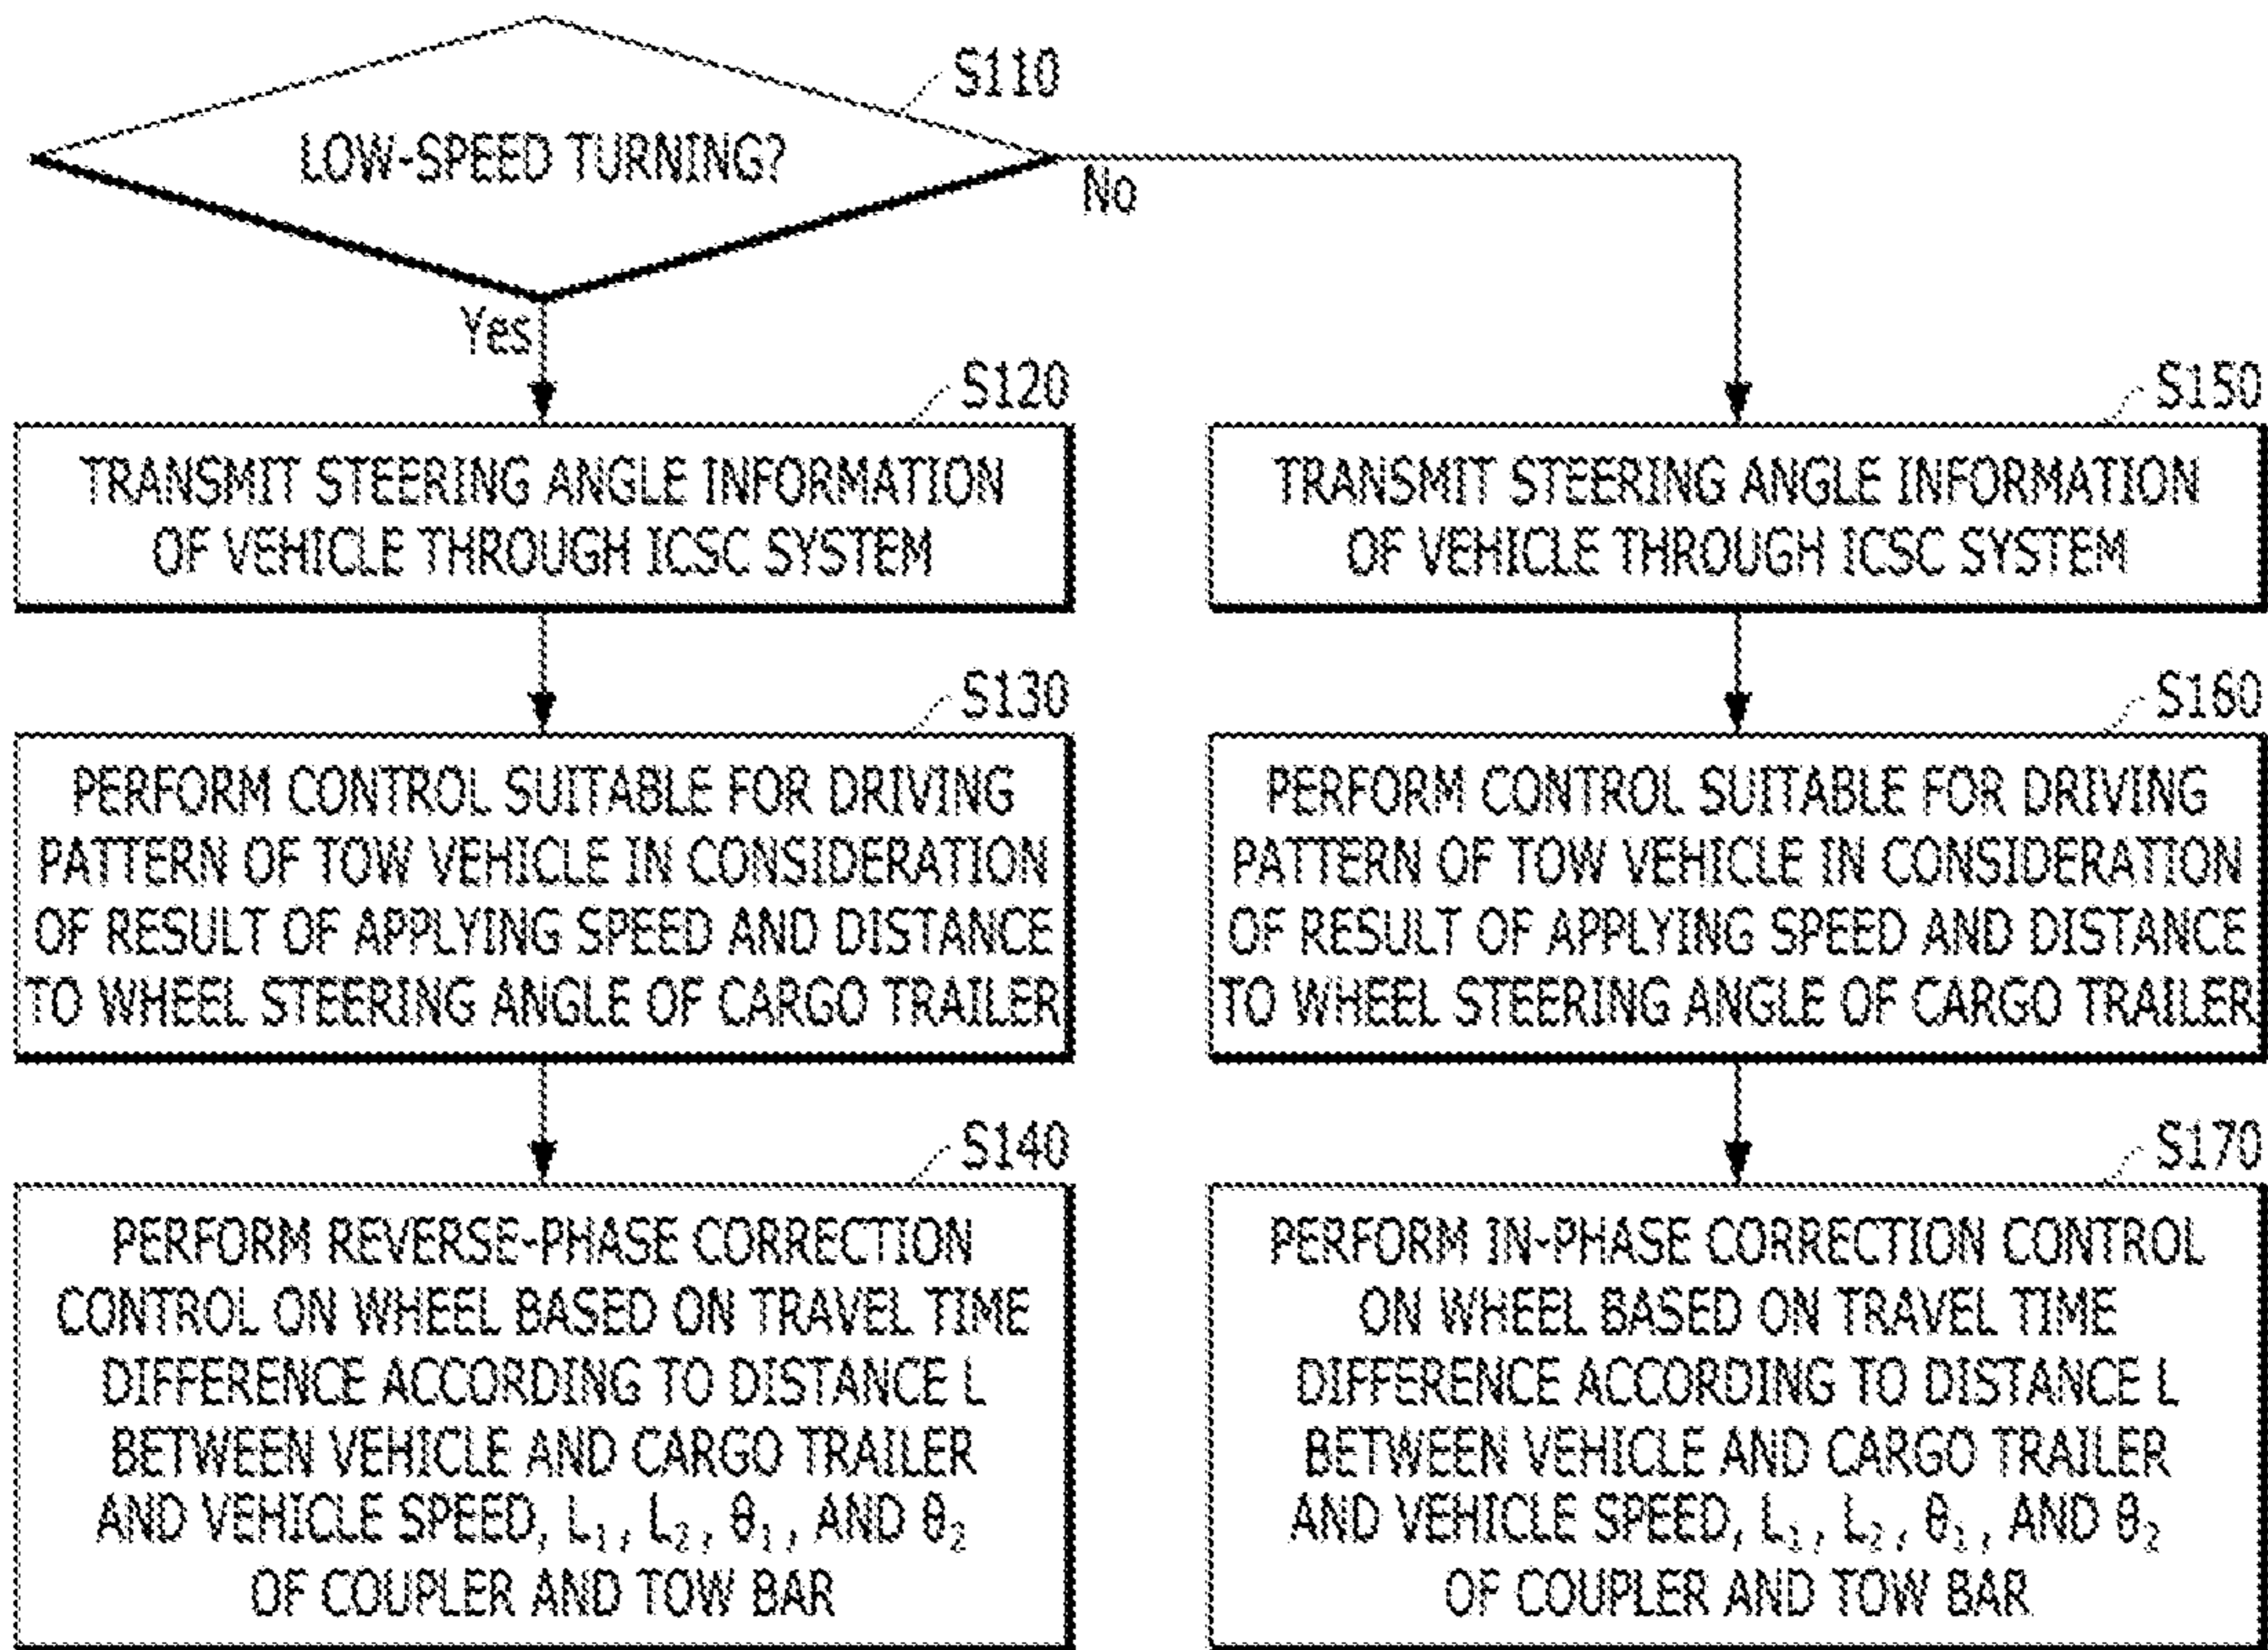 S110
LOW-SPEED TURNING?
No
Yes
S120
TRANSMIT STEERING ANGLE INFORMATION
OF VEHICLE THROUGH ICSC SYSTEM
S130
PERFORM CONTROL SUITABLE FOR DRIVING
PATTERN OF TOW VEHICLE IN CONSIDERATION
OF RESULT OF APPLYING SPEED AND DISTANCE
TO WHEEL STEERING ANGLE OF CARGO TRAILER
S140
PERFORM REVERSE-PHASE CORRECTION
CONTROL ON WHEEL BASED ON TRAVEL TIME
DIFFERENCE ACCORDING TO DISTANCE L
BETWEEN VEHICLE AND CARGO TRAILER
AND VEHICLE SPEED, L₁, L₂, θ₁, AND θ₂
OF COUPLER AND TOW BAR
S150
TRANSMIT STEERING ANGLE INFORMATION
OF VEHICLE THROUGH ICSC SYSTEM
S160
PERFORM CONTROL SUITABLE FOR DRIVING
PATTERN OF TOW VEHICLE IN CONSIDERATION
OF RESULT OF APPLYING SPEED AND DISTANCE
TO WHEEL STEERING ANGLE OF CARGO TRAILER
S170
PERFORM IN-PHASE CORRECTION CONTROL
ON WHEEL BASED ON TRAVEL TIME
DIFFERENCE ACCORDING TO DISTANCE L
BETWEEN VEHICLE AND CARGO TRAILER
AND VEHICLE SPEED, L₁, L₂, θ₁, AND θ₂
OF COUPLER AND TOW BAR